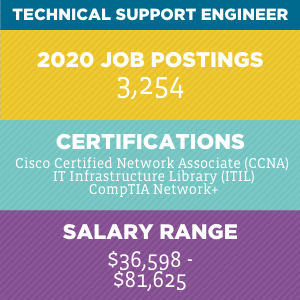 TECHNICAL SUPPORT ENGINEER
2020 JOB POSTINGS
3,254
CERTIFICATIONS
Cisco Certified Network Associate (CCNA)
IT Infrastructure Library (ITIL)
CompTIA Network+
SALARY RANGE
$36,598 -
$81,625